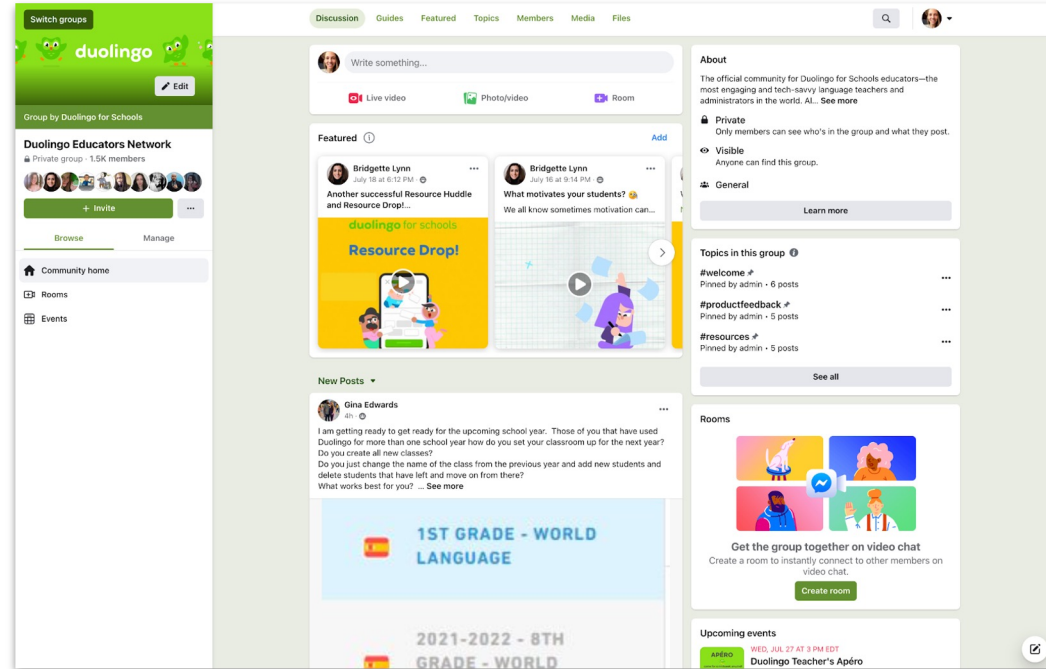 Switch groups
duolingo
Edit
Group by Duolingo for Schools
Duolingo Educators Network
Private group · 1.5K members
+ Invite
Browse
Manage
Community home
Rooms
Events
Discussion
Guides
Featured
Topics
Members
Media
Files
Write something...
Live video
Photo/video
Room
Featured
Add
Bridgette Lynn
July 18 at 6:12 PM ·
Another successful Resource Huddle
and Resource Drop!...
duolingo for schools
Resource Drop!
Bridgette Lynn
July 16 at 9:14 PM ·
What motivates your students?
We all know sometimes motivation can...
New Posts
Gina Edwards
4h ·
I am getting ready to get ready for the upcoming school year. Those of you that have used
Duolingo for more than one school year how do you set your classroom up for the next year?
Do you create all new classes?
Do you just change the name of the class from the previous year and add new students and
delete students that have left and move on from there?
What works best for you? ... See more
1ST GRADE - WORLD
LANGUAGE
2021-2022 - 8TH
GRADE - WORLD
About
The official community for Duolingo for Schools educators—the
most engaging and tech-savvy language teachers and
administrators in the world. Al... See more
Private
Only members can see who's in the group and what they post.
Visible
Anyone can find this group.
General
Learn more
Topics in this group
#welcome
Pinned by admin • 6 posts
#productfeedback
Pinned by admin • 5 posts
#resources
Pinned by admin • 5 posts
See all
Rooms
Get the group together on video chat
Create a room to instantly connect to other members on
video chat.
Create room
Upcoming events
APÉRO
WED, JUL 27 AT 3 PM EDT
Duolingo Teacher's Apéro